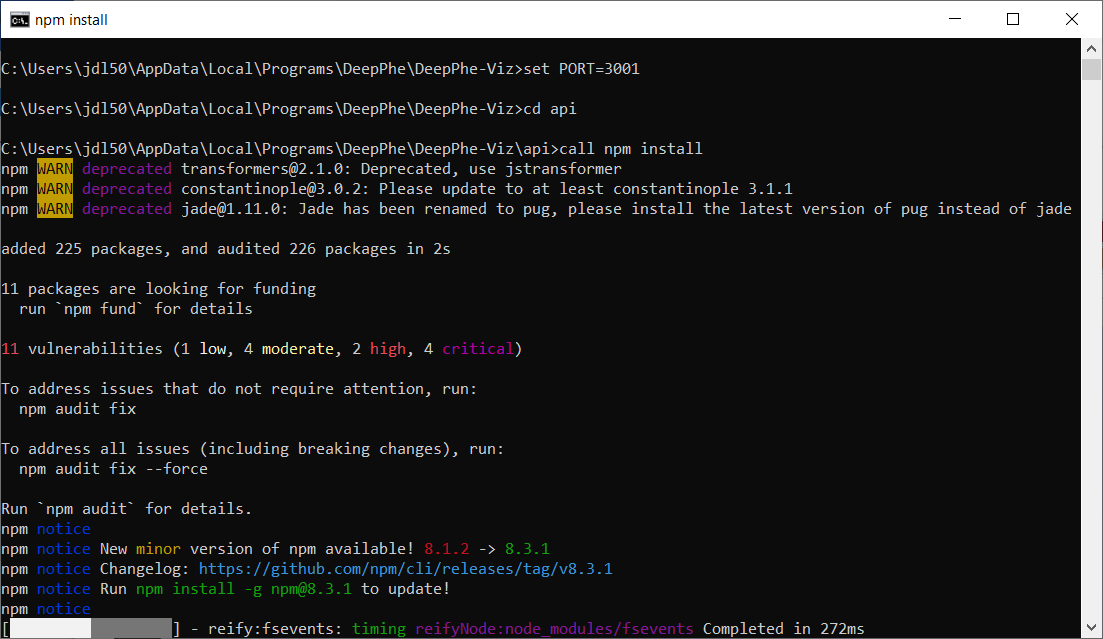 npm install
C:\Users\jdl50\AppData\Local\Programs\DeepPhe\DeepPhe-Viz>set PORT=3001
C:\Users\jdl50\AppData\Local\Programs\DeepPhe\DeepPhe-Viz>cd api
C:\Users\jdl50\AppData\Local\Programs\DeepPhe\DeepPhe-Viz\api>call npm install
npm WARN deprecated transformers@2.1.0: Deprecated, use jstransformer
npm WARN deprecated constantinople@3.0.2: Please update to at least constantinople 3.1.1
npm WARN deprecated jade@1.11.0: Jade has been renamed to pug, please install the latest version of pug instead of jade
added 225 packages, and audited 226 packages in 2s
11 packages are looking for funding
  run `npm fund` for details
11 vulnerabilities (1 low, 4 moderate, 2 high, 4 critical)
To address issues that do not require attention, run:
  npm audit fix
To address all issues (including breaking changes), run:
  npm audit fix --force
Run `npm audit` for details.
npm notice
npm notice New minor version of npm available! 8.1.2 -> 8.3.1
npm notice Changelog: https://github.com/npm/cli/releases/tag/v8.3.1
npm notice Run npm install -g npm@8.3.1 to update!
npm notice
[ ] - reify:fsevents: timing reifyNode:node_modules/fsevents Completed in 272ms